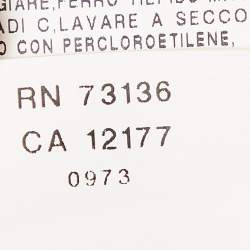 GIARE, FERRO TIEPIDO
ADI C, LAVARE A SECCO
O CON PERCLOROETILENE,
RN 73136
CA 12177
0973